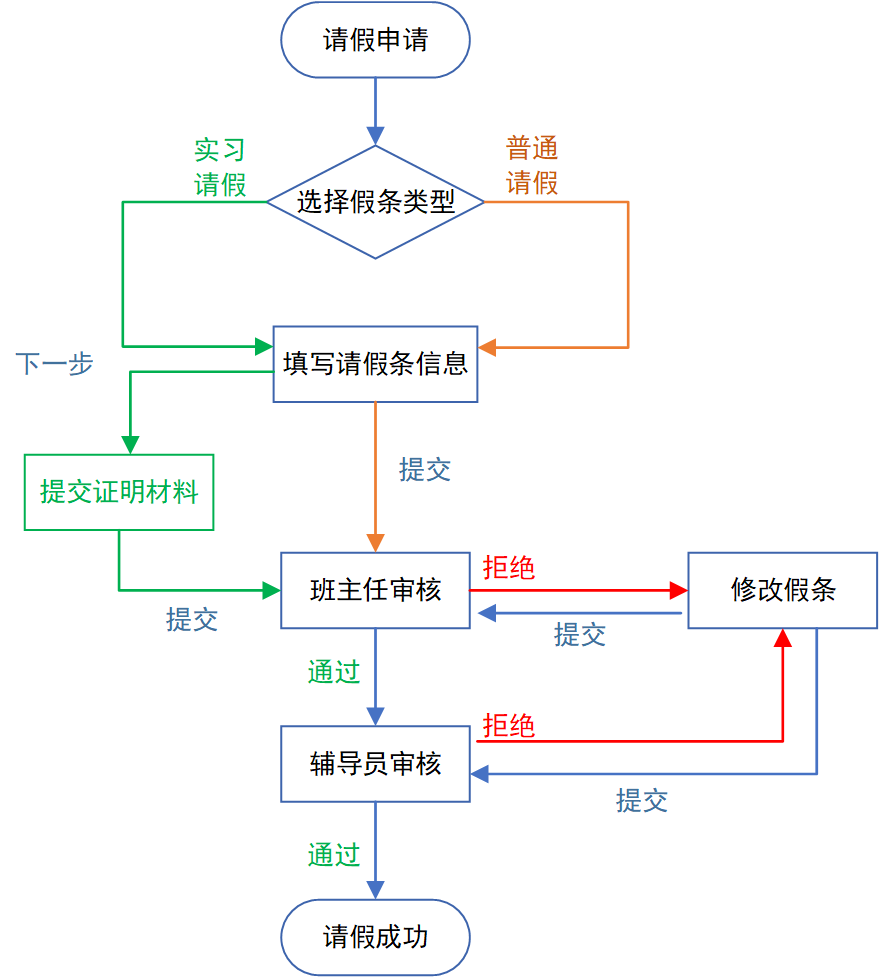 请假申请
实习
请假
普通
请假
选择假条类型
下一步
填写请假条信息
提交
提交证明材料
班主任审核
拒绝
修改假条
提交
提交
通过
拒绝
辅导员审核
提交
通过
请假成功